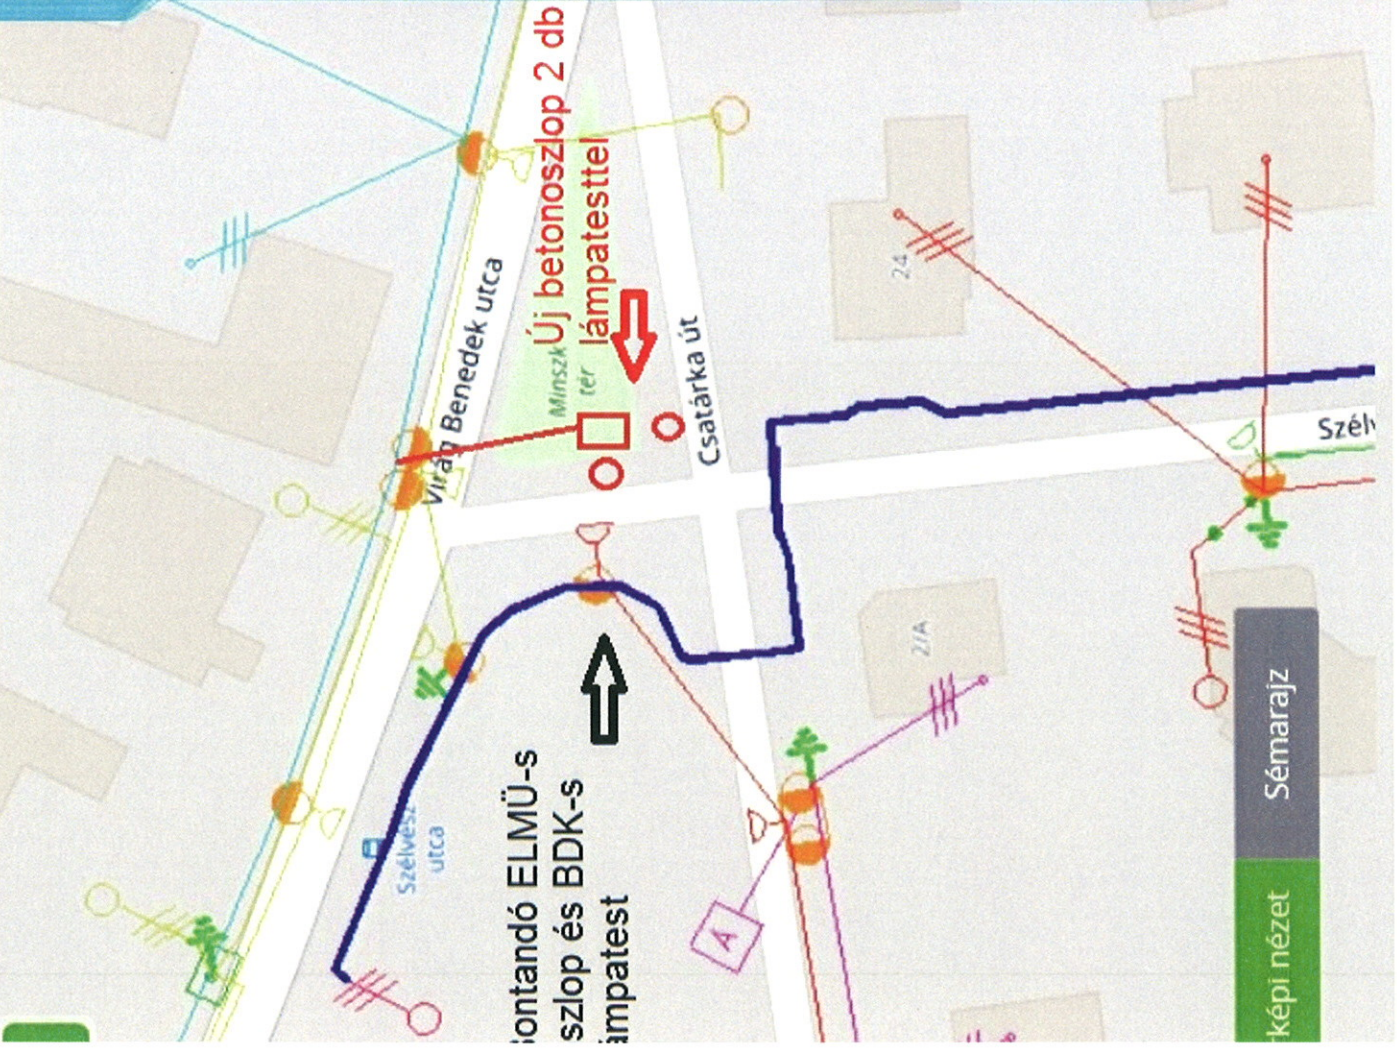 Új betonoszlop 2 db
lámpatesttel
Virág Benedek utca
Minszk
tér
Csatárka út
24
Szélv
2/A
Szélvész
utca
ontandó ELMŰ-s
szlop és BDK-s
ámpatest
A
Sémarajz
képi nézet